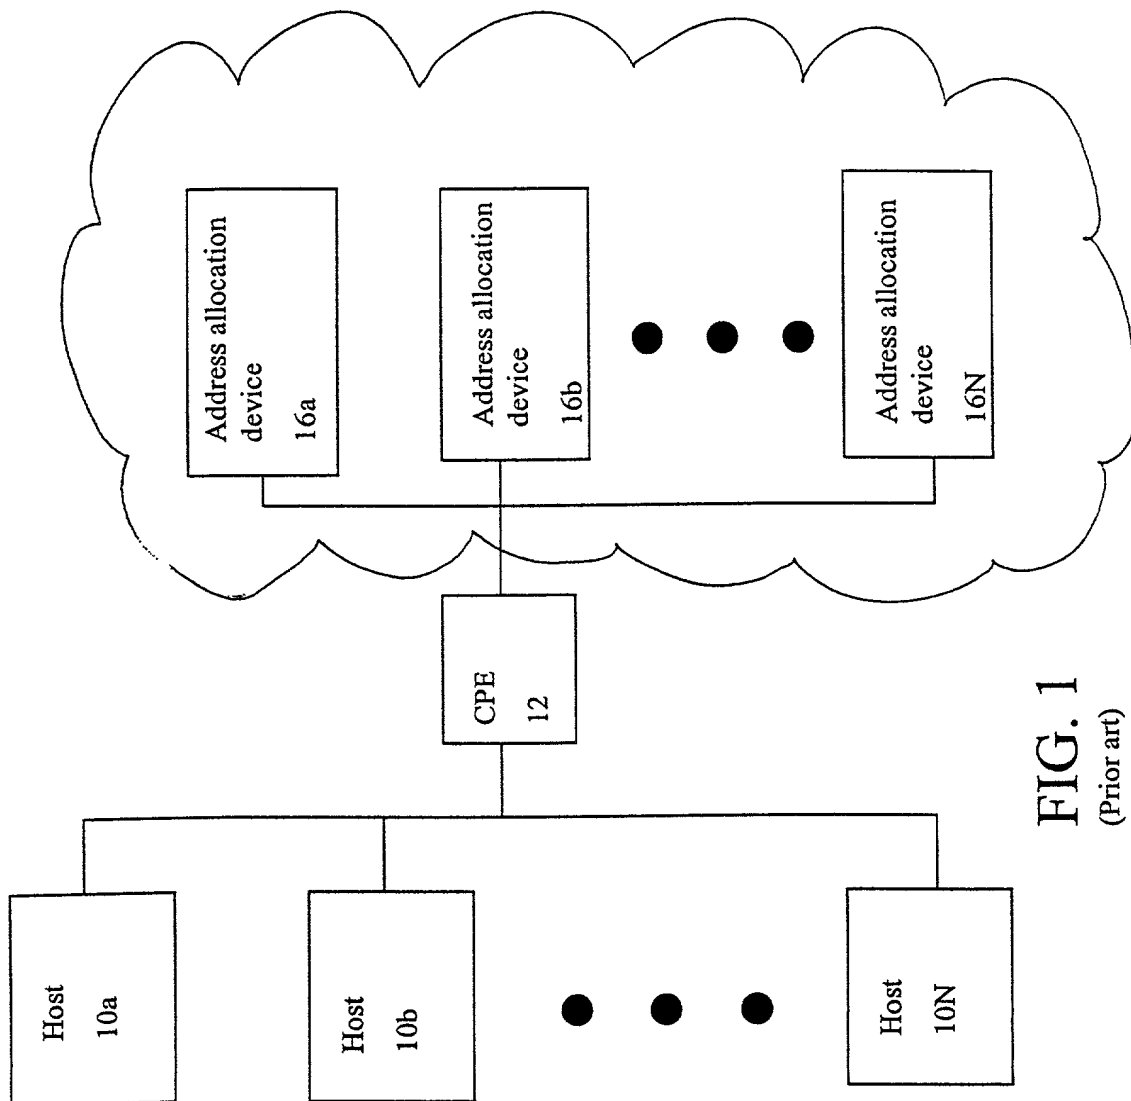 Host
10a
Host
10b
Host
10N
CPE
12
Address allocation
device
16a
Address allocation
device
16b
Address allocation
device
16N
FIG. 1
(Prior art)